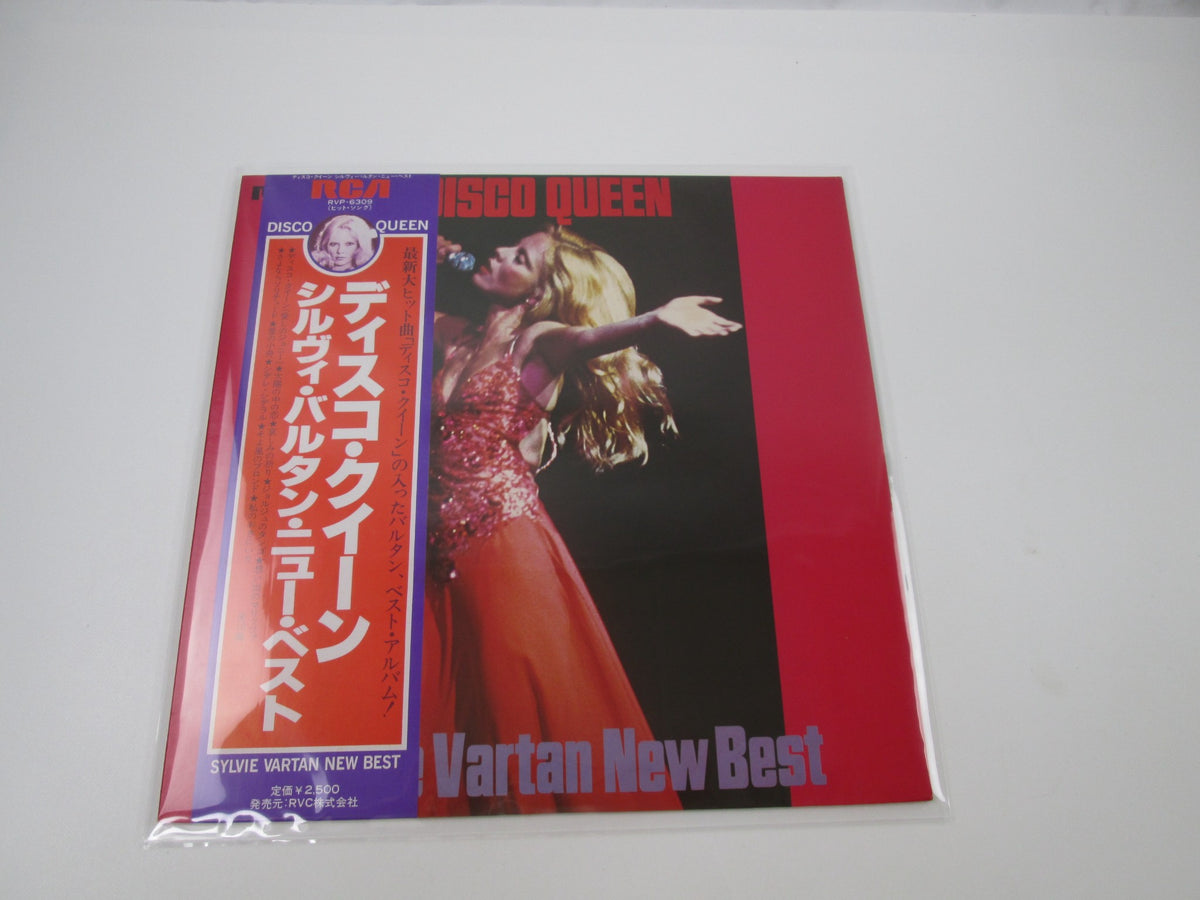 ディスコ・クイーン シルヴィ・バルタン・ニュー・ベスト
RCA
RVP-6309
(ヒット・ソング)
DISCO QUEEN
最新大ヒット曲「ディスコ・クイーン」の入ったバルタン、ベスト・アルバム!
ディスコ・クイーン
シルヴィ・バルタン・ニュー・ベスト
SYLVIE VARTAN NEW BEST
定価¥2,500
発売元:RVC株式会社
DISCO QUEEN
Vartan New Best